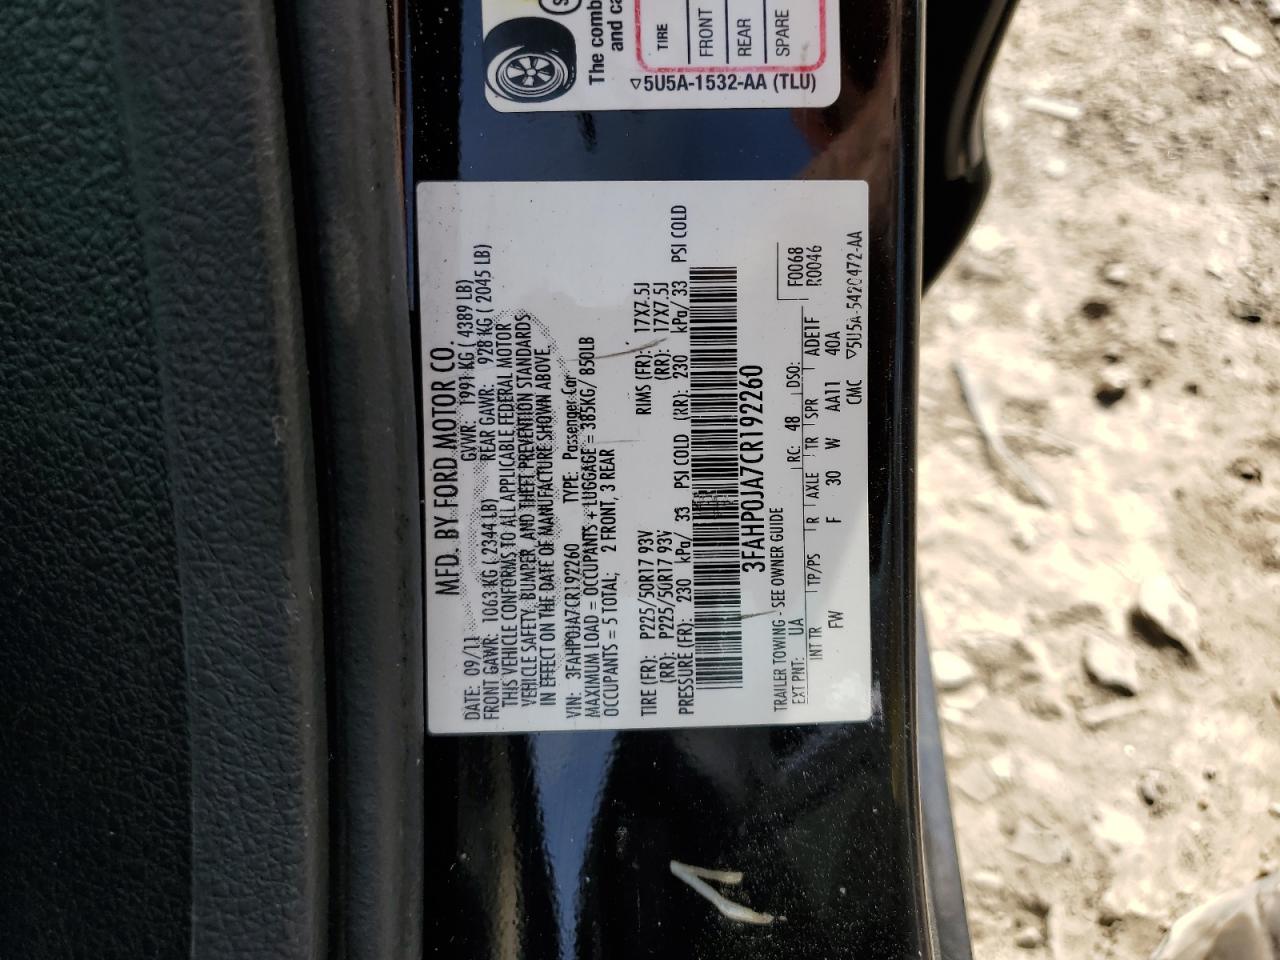 The comb
and ca
TIRE
FRONT
REAR
SPARE
▽5U5A-1532-AA (TLU)
MFD. BY FORD MOTOR CO.
DATE: 09/11 GVWR: 1991 KG ( 4389 LB)
FRONT GAWR: 1063 KG ( 2344 LB) REAR GAWR: 928 KG ( 2045 LB)
THIS VEHICLE CONFORMS TO ALL APPLICABLE FEDERAL MOTOR
VEHICLE SAFETY, BUMPER, AND THEFT PREVENTION STANDARDS
IN EFFECT ON THE DATE OF MANUFACTURE SHOWN ABOVE.
VIN: 3FAHP0JA7CR192260 TYPE: Passenger Car
MAXIMUM LOAD = OCCUPANTS + LUGGAGE = 385KG/ 850LB
OCCUPANTS = 5 TOTAL; 2 FRONT, 3 REAR
TIRE (FR): P225/50R17 93V RIMS (FR): 17X7.5J
(RR): P225/50R17 93V (RR): 17X7.5J
PRESSURE (FR): 230 kPa/ 33 PSI COLD (RR): 230 kPa/ 33 PSI COLD
3FAHP0JA7CR192260
TRAILER TOWING - SEE OWNER GUIDE
EXT PNT: UA RC: 48 DSO: F0068
R0046
INT TR TP/PS R AXLE TR SPR ADE1F
FW F 30 W AA11 40A
CMC ▽5U5A-5420472-AA